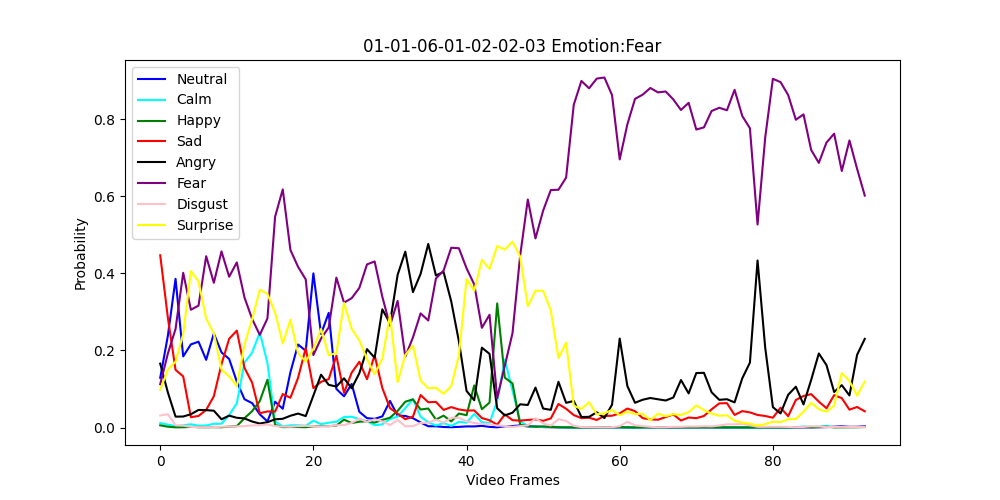 01-01-06-01-02-02-03 Emotion:Fear
Neutral
Calm
Happy
Sad
Angry
Fear
Disgust
Surprise
Probability
0.8
0.6
0.4
0.2
0.0
0 20 40 60 80
Video Frames